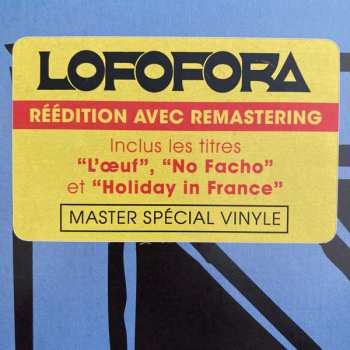 LOFOFORA
RÉÉDITION AVEC REMASTERING
Inclus les titres
“L’œuf”, “No Facho”
et “Holiday in France”
MASTER SPÉCIAL VINYLE